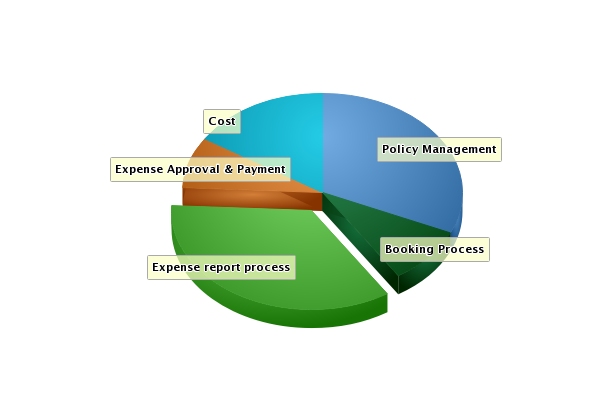 Cost
Policy Management
Expense Approval & Payment
Booking Process
Expense report process